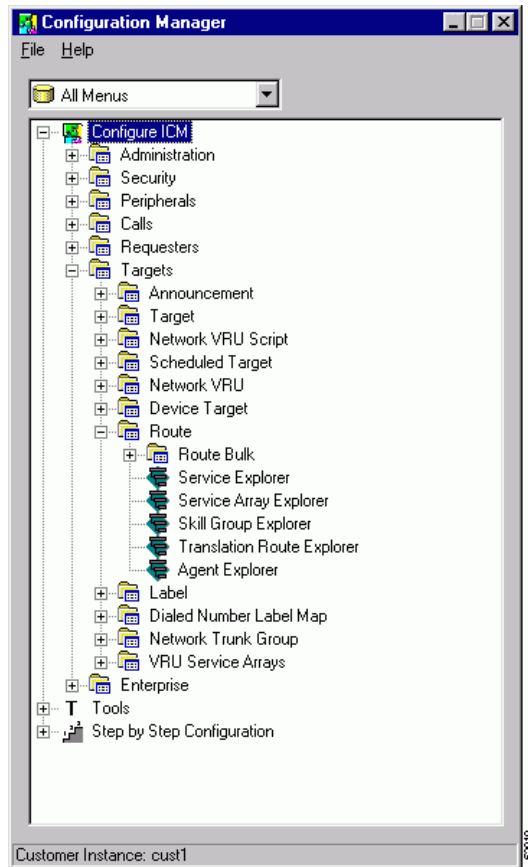 Configuration Manager
File Help
All Menus
Configure ICM
Administration
Security
Peripherals
Calls
Requesters
Targets
Announcement
Target
Network VRU Script
Scheduled Target
Network VRU
Device Target
Route
Route Bulk
Service Explorer
Service Array Explorer
Skill Group Explorer
Translation Route Explorer
Agent Explorer
Label
Dialed Number Label Map
Network Trunk Group
VRU Service Arrays
Enterprise
T Tools
Step by Step Configuration
Customer Instance: cust1